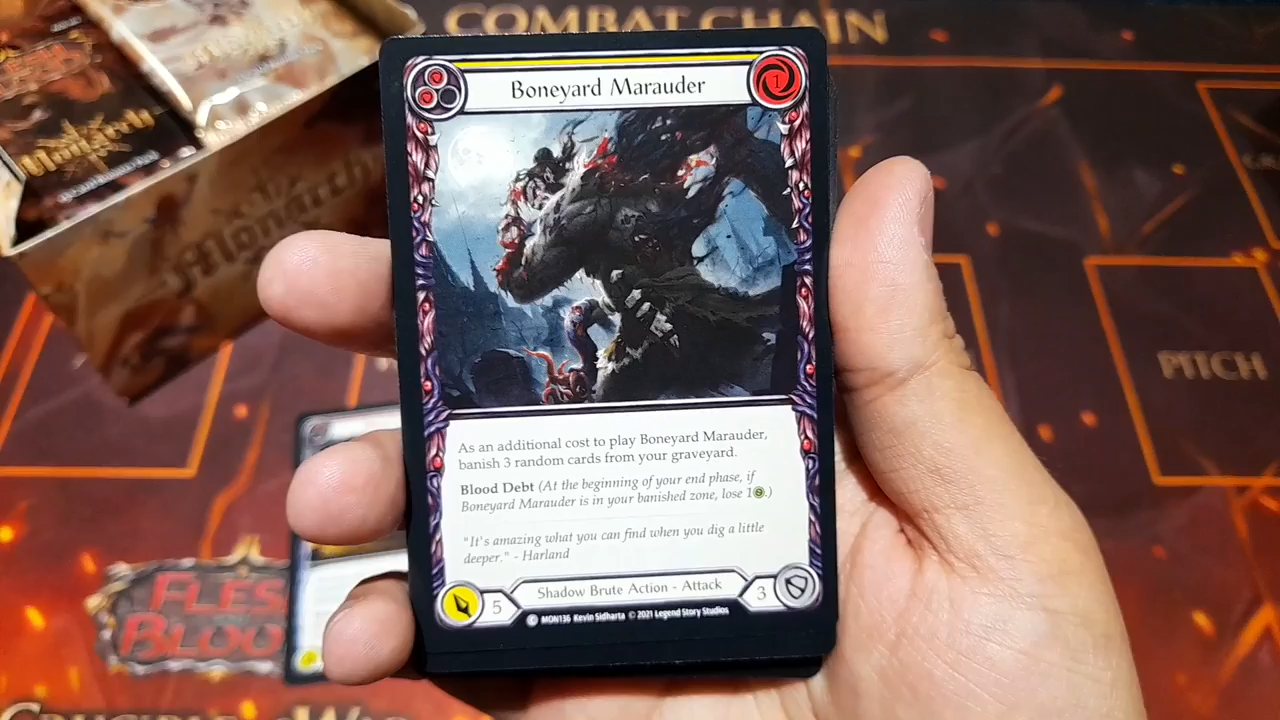 COMBAT CHAIN
Monarch
Monarch
Boneyard Marauder
1
As an additional cost to play Boneyard Marauder,
banish 3 random cards from your graveyard.
Blood Debt (At the beginning of your end phase, if
Boneyard Marauder is in your banished zone, lose 1.)
"It's amazing what you can find when you dig a little
deeper." - Harland
5
Shadow Brute Action - Attack
3
C MON136 Kevin Sidharta © 2021 Legend Story Studios
PITCH
FLES
BLOO